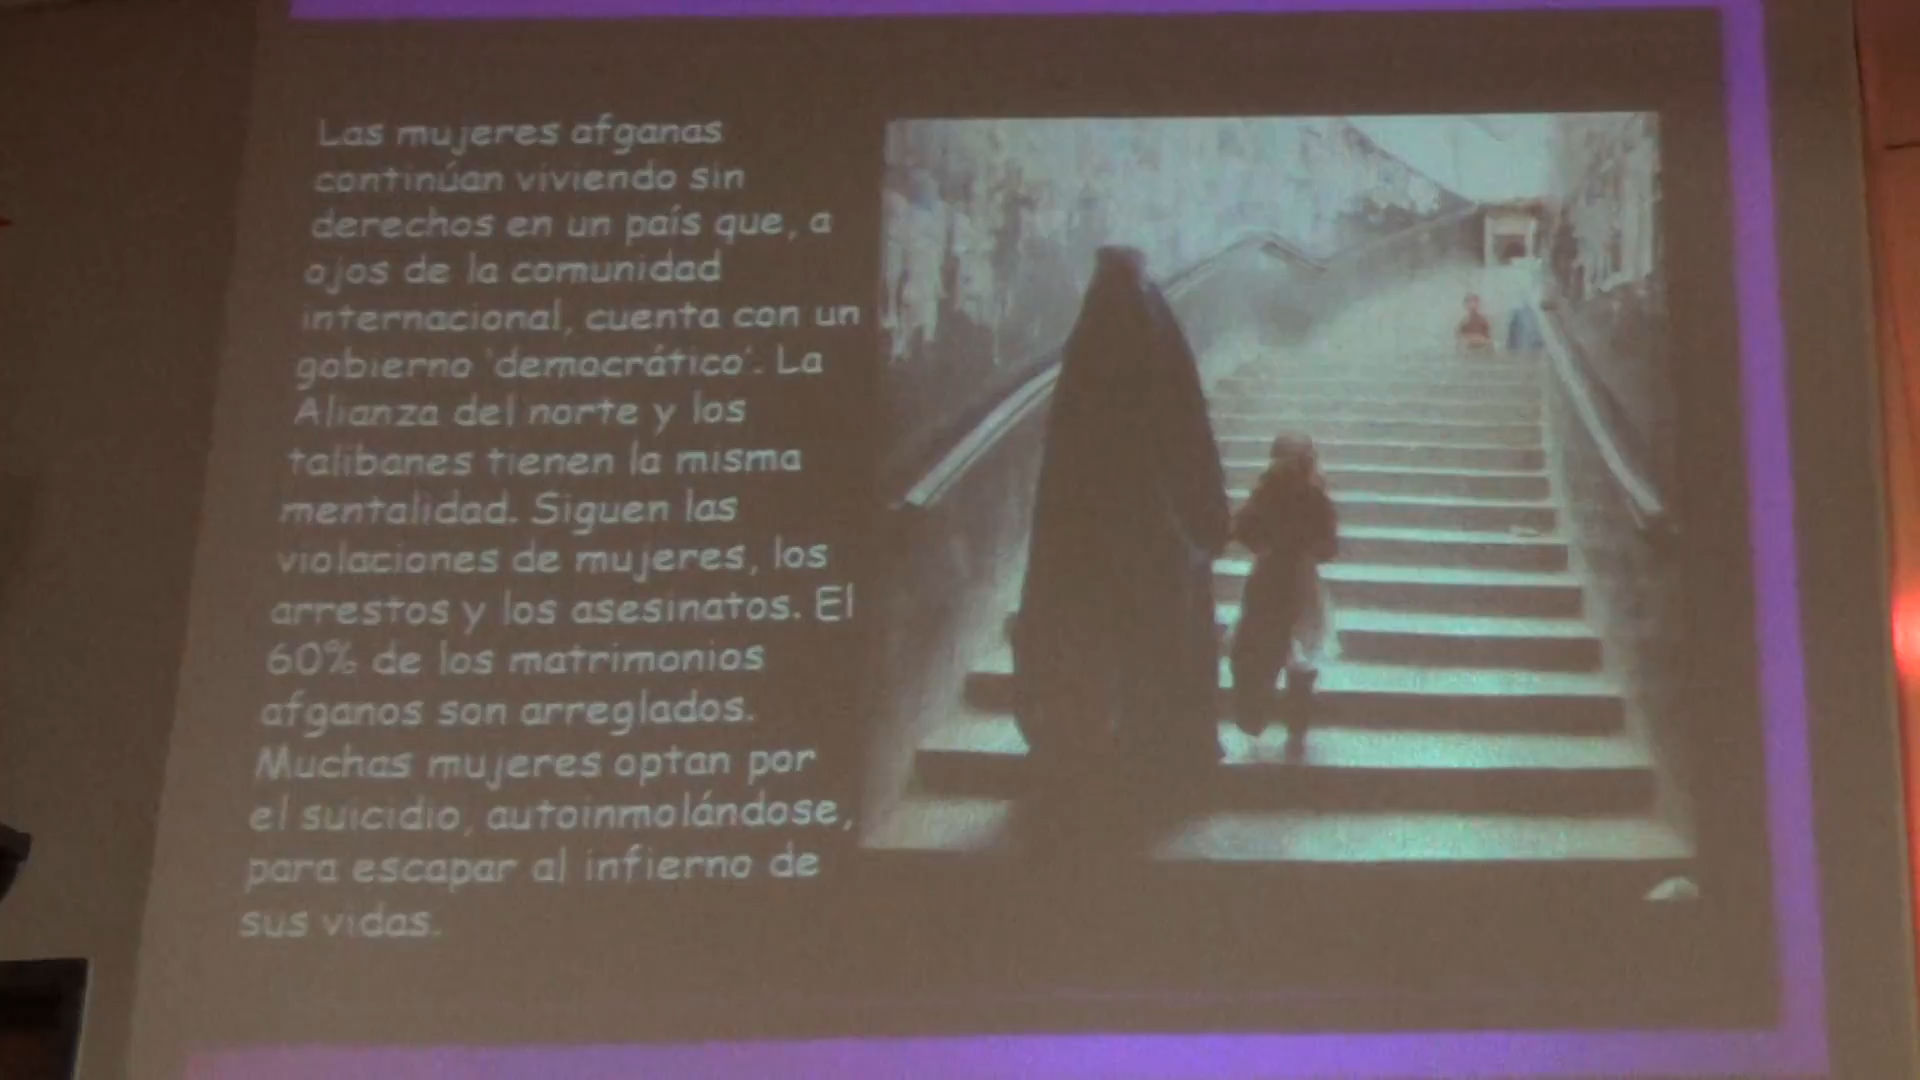 Las mujeres afganas
continúan viviendo sin
derechos en un país que, a
ojos de la comunidad
internacional, cuenta con un
gobierno 'democrático'. La
Alianza del norte y los
talibanes tienen la misma
mentalidad. Siguen las
violaciones de mujeres, los
arrestos y los asesinatos. El
60% de los matrimonios
afganos son arreglados.
Muchas mujeres optan por
el suicidio, autoinmolándose,
para escapar al infierno de
sus vidas.